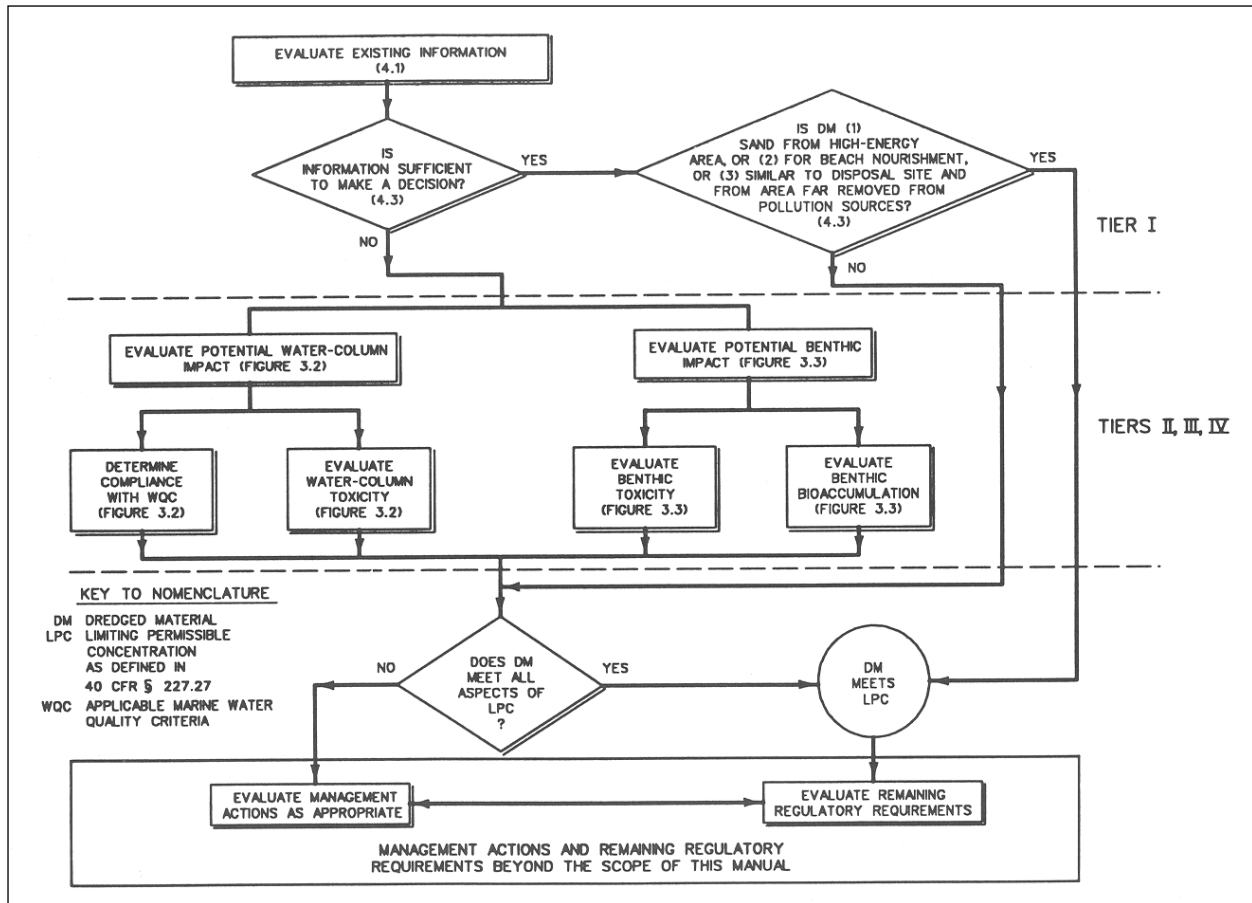 EVALUATE EXISTING INFORMATION
(4.1)
IS
INFORMATION SUFFICIENT
TO MAKE A DECISION?
(4.3)
YES
NO
IS DM (1)
SAND FROM HIGH-ENERGY
AREA, OR (2) FOR BEACH NOURISHMENT,
OR (3) SIMILAR TO DISPOSAL SITE AND
FROM AREA FAR REMOVED FROM
POLLUTION SOURCES?
(4.3)
YES
NO
TIER I
EVALUATE POTENTIAL WATER-COLUMN
IMPACT (FIGURE 3.2)
EVALUATE POTENTIAL BENTHIC
IMPACT (FIGURE 3.3)
DETERMINE
COMPLIANCE
WITH WQC
(FIGURE 3.2)
EVALUATE
WATER-COLUMN
TOXICITY
(FIGURE 3.2)
EVALUATE
BENTHIC
TOXICITY
(FIGURE 3.3)
EVALUATE
BENTHIC
BIOACCUMULATION
(FIGURE 3.3)
TIERS II, III, IV
KEY TO NOMENCLATURE
DM DREDGED MATERIAL
LPC LIMITING PERMISSIBLE
CONCENTRATION
AS DEFINED IN
40 CFR § 227.27
WQC APPLICABLE MARINE WATER
QUALITY CRITERIA
NO
DOES DM
MEET ALL
ASPECTS OF
LPC
?
YES
DM
MEETS
LPC
EVALUATE MANAGEMENT
ACTIONS AS APPROPRIATE
EVALUATE REMAINING
REGULATORY REQUIREMENTS
MANAGEMENT ACTIONS AND REMAINING REGULATORY
REQUIREMENTS BEYOND THE SCOPE OF THIS MANUAL